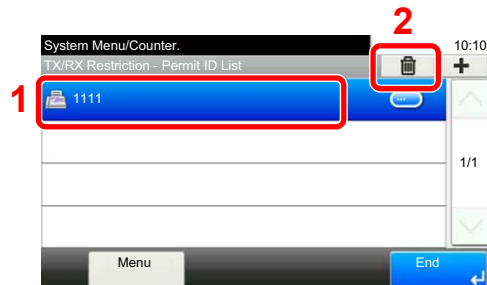 2
System Menu/Counter. 10:10
TX/RX Restriction - Permit ID List
1 1111
1/1
Menu End